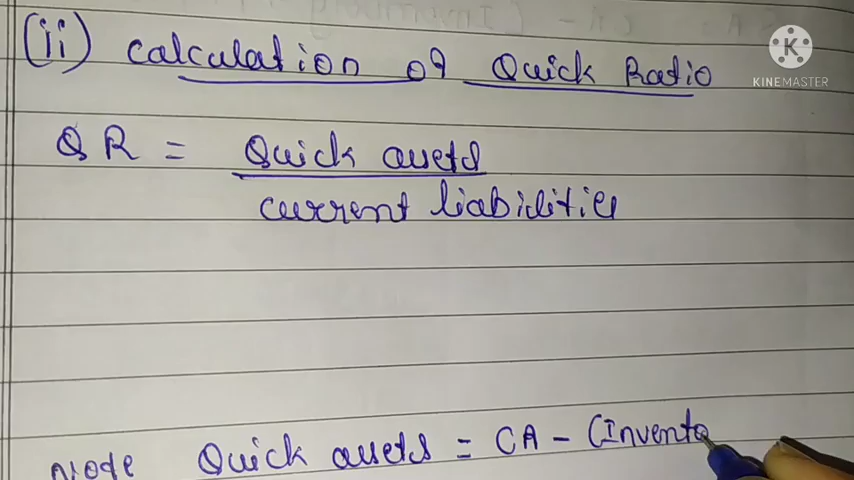 (ii) Calculation of Quick Ratio
K
KINEMASTER
QR = Quick assets
current liabilities
Note Quick assets = CA - (Invento